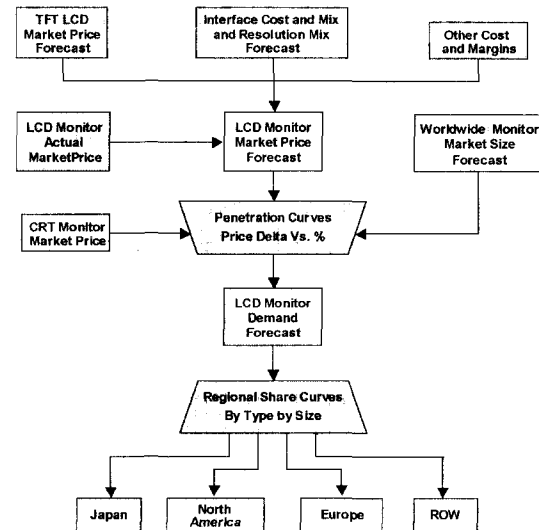 TFT LCD
Market Price
Forecast
Interface Cost and Mix
and Resolution Mix
Forecast
Other Cost
and Margins
LCD Monitor
Actual
MarketPrice
LCD Monitor
Market Price
Forecast
Worldwide Monitor
Market Size
Forecast
CRT Monitor
Market Price
Penetration Curves
Price Delta Vs. %
LCD Monitor
Demand
Forecast
Regional Share Curves
By Type by Size
Japan
North
America
Europe
ROW